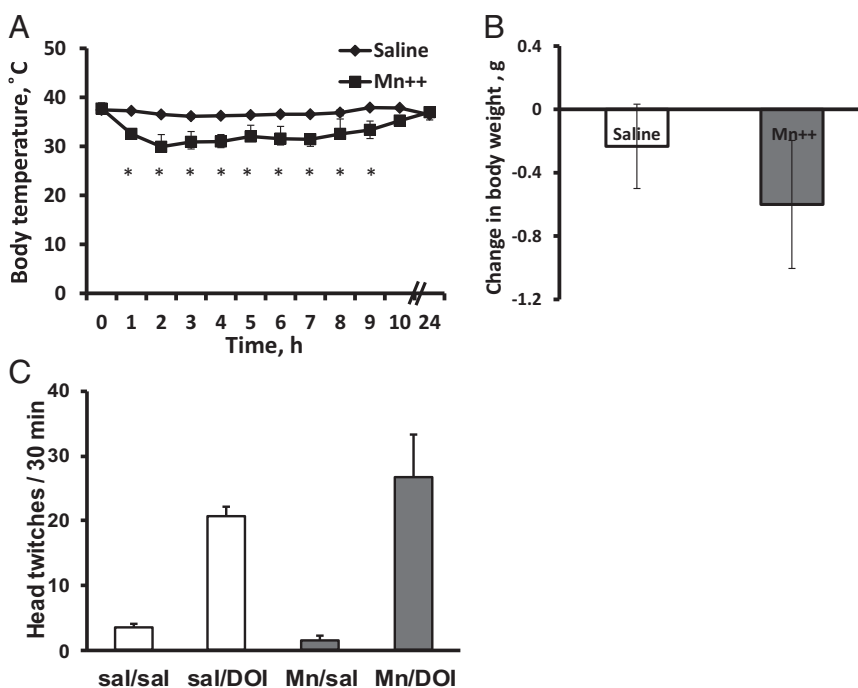 A
Body temperature, °C
50
40
30
20
10
0
Saline
Mn++
* * * * * * * * *
0 1 2 3 4 5 6 7 8 9 10 24
Time, h
B
Change in body weight , g
0.4
0
-0.4
-0.8
-1.2
Saline
Mn++
C
Head twitches / 30 min
40
30
20
10
0
sal/sal sal/DOI Mn/sal Mn/DOI